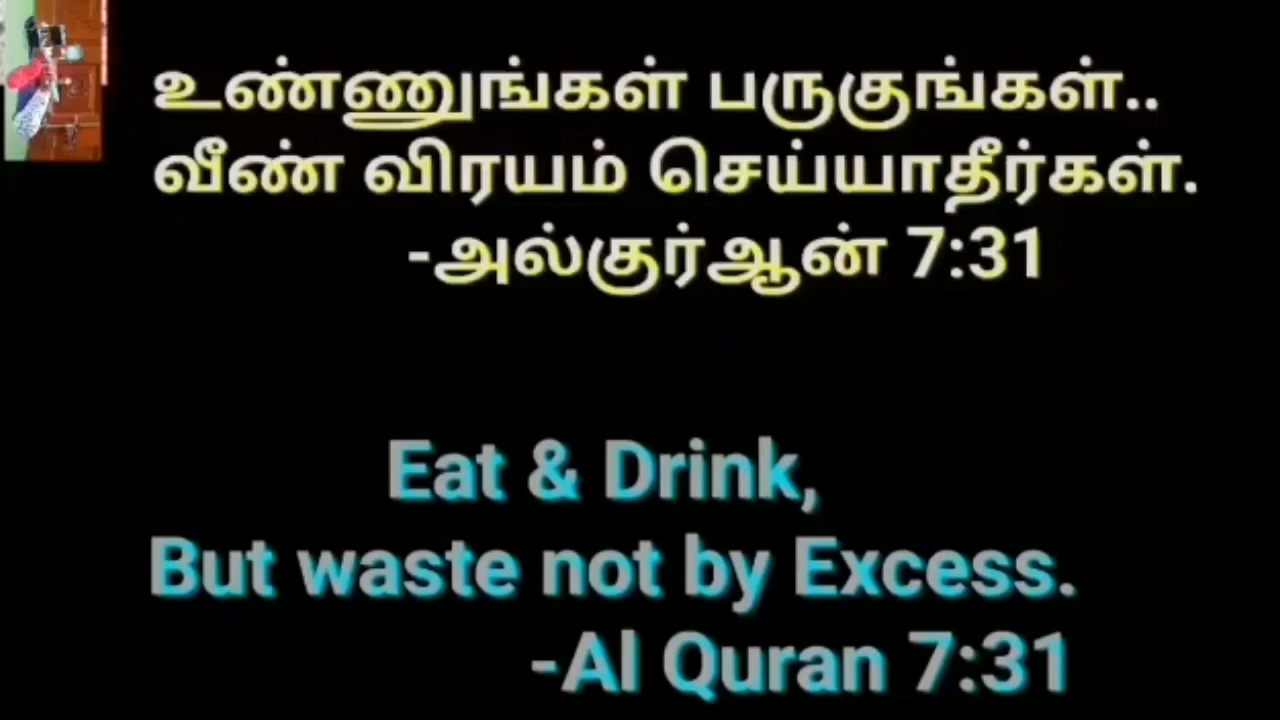 உண்ணுங்கள் பருகுங்கள்..
வீண் விரயம் செய்யாதீர்கள்.
-அல்குர்ஆன் 7:31
Eat & Drink,
But waste not by Excess.
-Al Quran 7:31